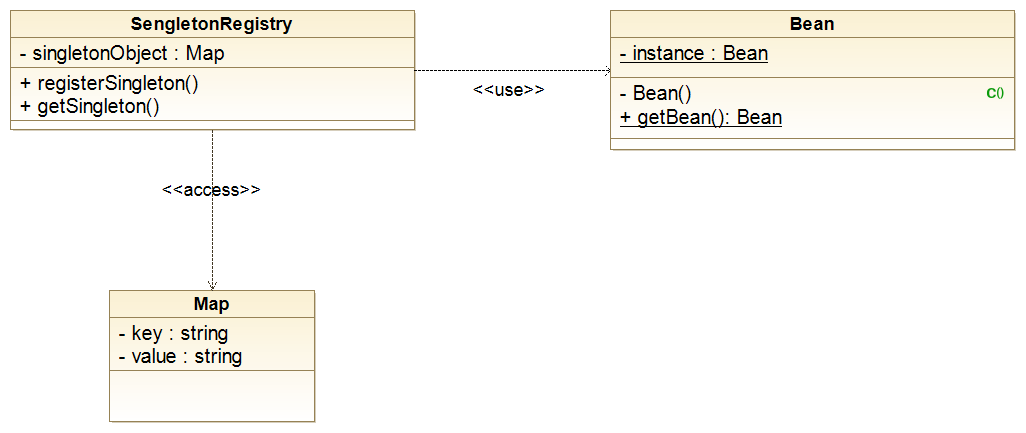 SengletonRegistry
- singletonObject : Map
+ registerSingleton()
+ getSingleton()
<<use>>
Bean
- instance : Bean
- Bean()
C()
+ getBean(): Bean
<<access>>
Map
- key : string
- value : string